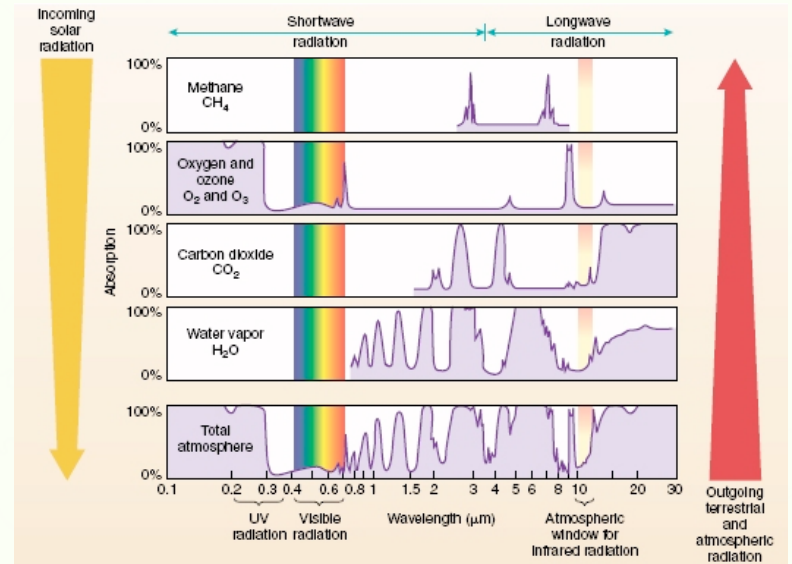 Incoming
solar
radiation
Shortwave
radiation
Longwave
radiation
100%
Methane
CH₄
0%
100%
Oxygen and
ozone
O₂ and O₃
0%
100%
Carbon dioxide
CO₂
0%
100%
Water vapor
H₂O
0%
100%
Total
atmosphere
0%
Absorption
0.1 0.2 0.3 0.4 0.6 0.8 1 1.5 2 3 4 5 6 8 10 20 30
UV
radiation
Visible
radiation
Wavelength (μm)
Atmospheric
window for
infrared radiation
Outgoing
terrestrial
and
atmospheric
radiation